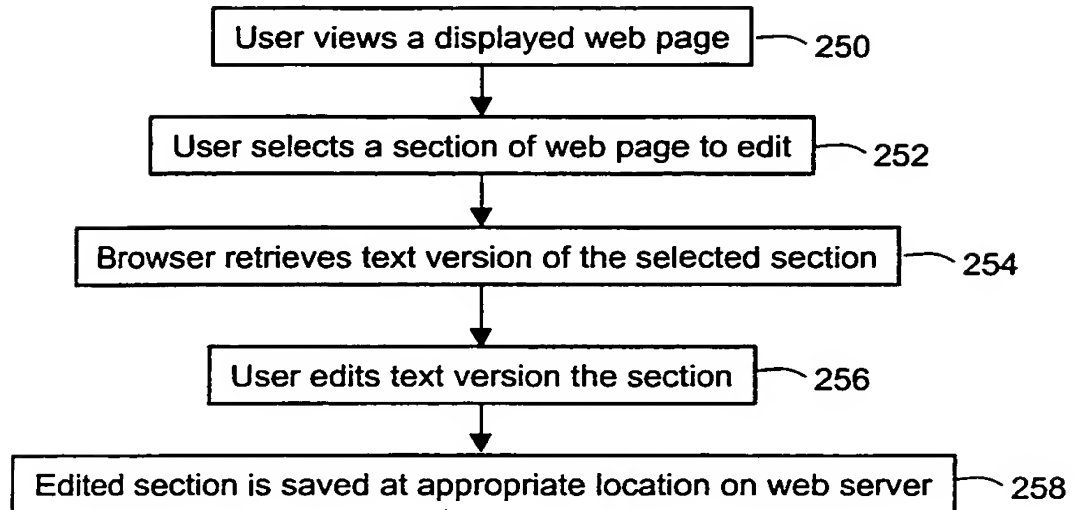 User views a displayed web page 250
User selects a section of web page to edit 252
Browser retrieves text version of the selected section 254
User edits text version the section 256
Edited section is saved at appropriate location on web server 258